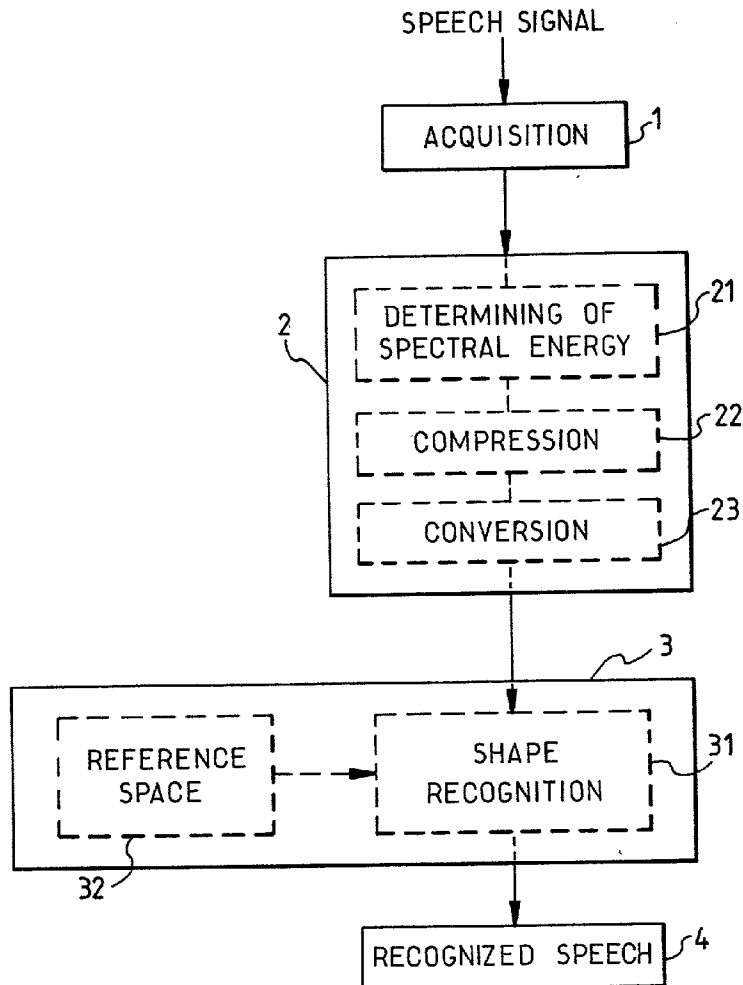 SPEECH SIGNAL
ACQUISITION
1
2
DETERMINING OF
SPECTRAL ENERGY
21
COMPRESSION
22
CONVERSION
23
3
REFERENCE
SPACE
32
SHAPE
RECOGNITION
31
RECOGNIZED SPEECH
4